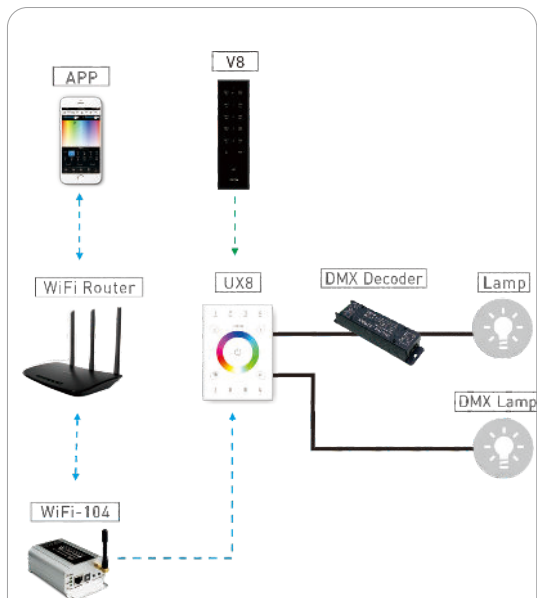 V8
APP
WiFi Router
UX8
DMX Decoder
Lamp
DMX Lamp
WiFi-104